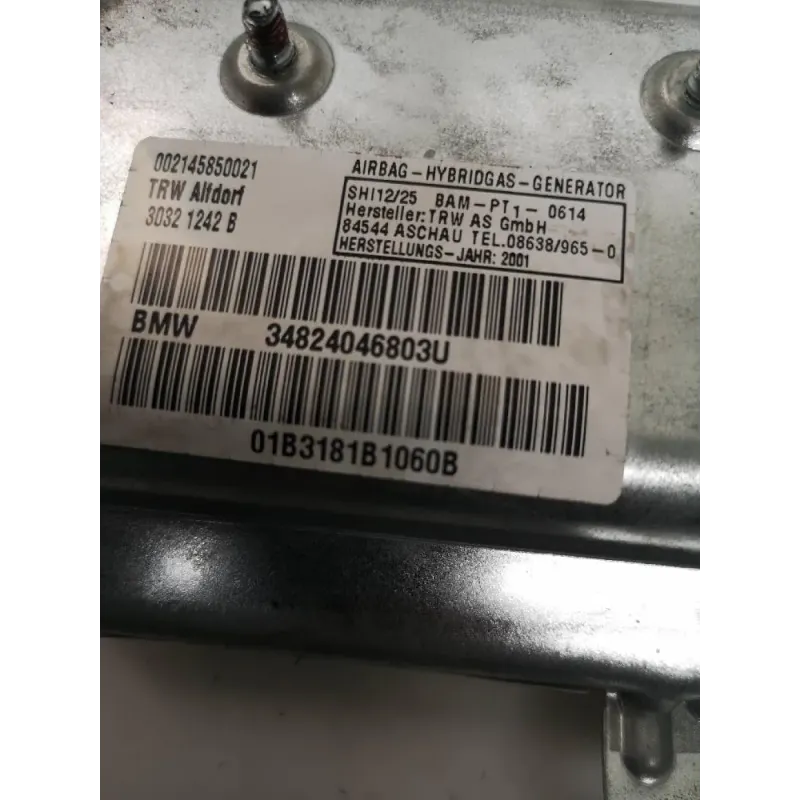 002145850021
TRW Alfdorf
3032 1242 B
AIRBAG-HYBRIDGAS-GENERATOR
SHI12/25 BAM-PT1-0614
Hersteller:TRW AS GmbH
84544 ASCHAU TEL.08638/965-0
HERSTELLUNGS-JAHR: 2001
BMW 34824046803U
01B3181B1060B